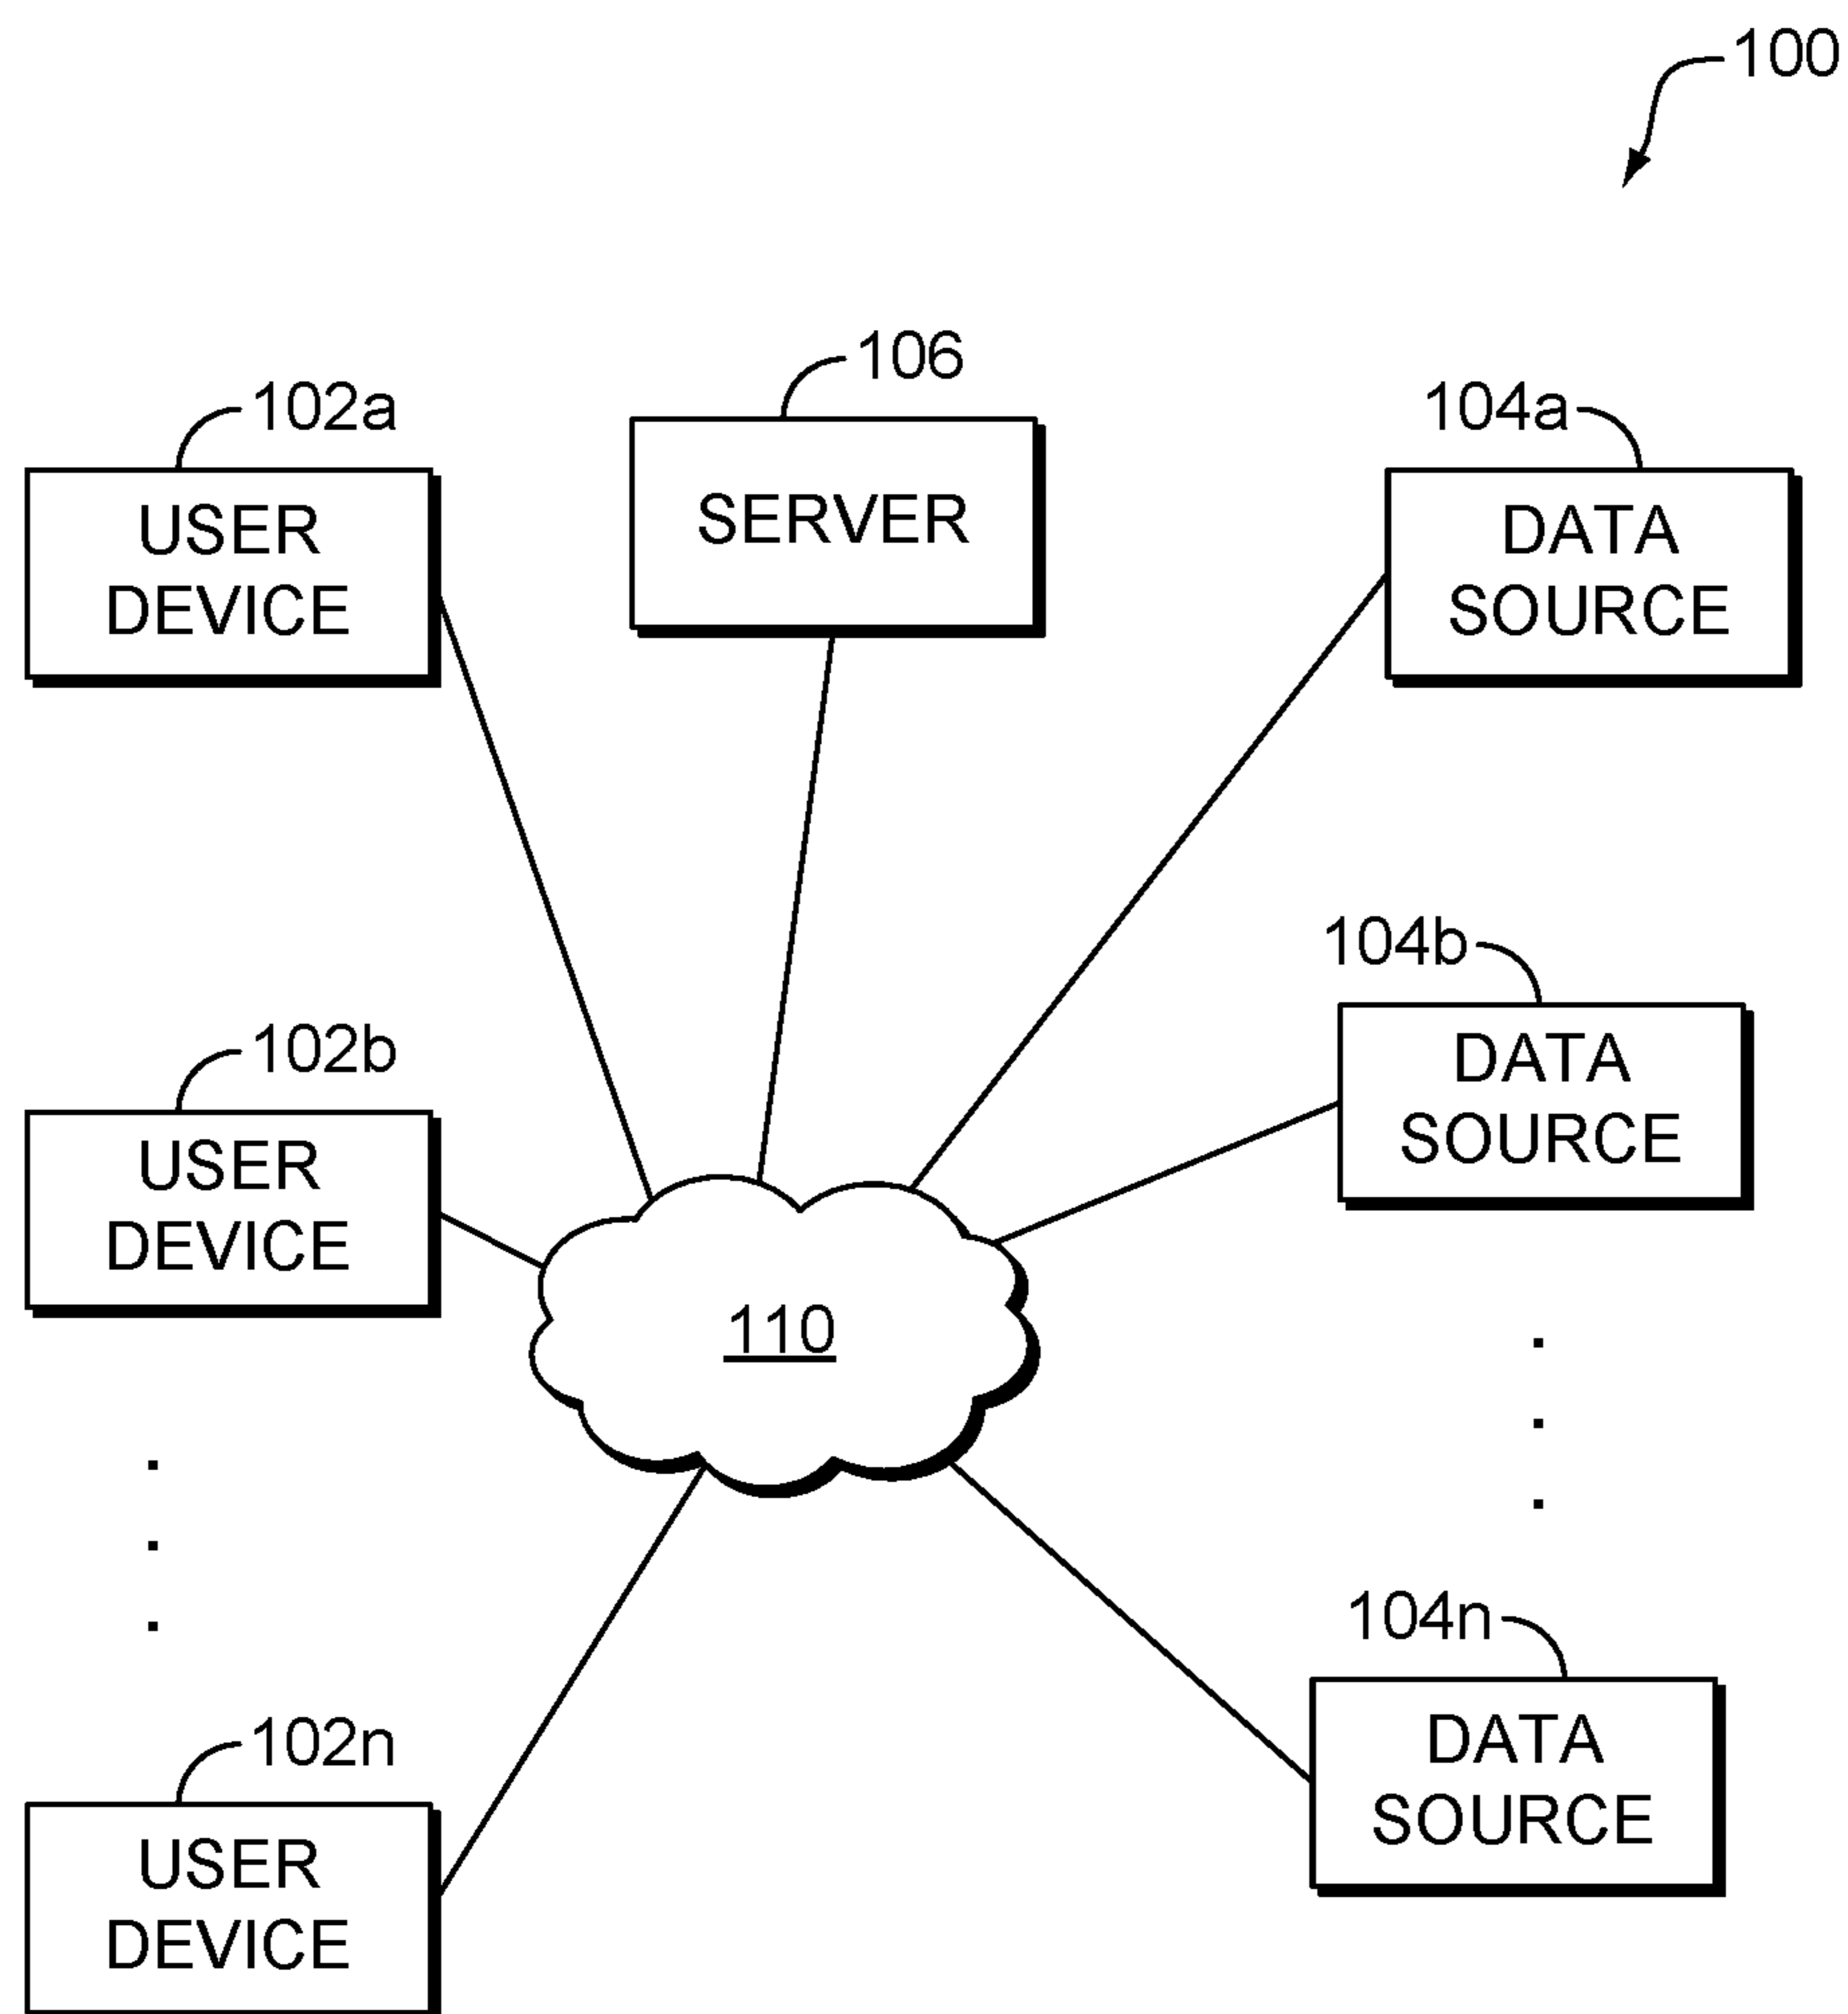 100
106
102a
104a
USER
DEVICE
SERVER
DATA
SOURCE
104b
102b
DATA
SOURCE
USER
DEVICE
110
104n
102n
DATA
SOURCE
USER
DEVICE